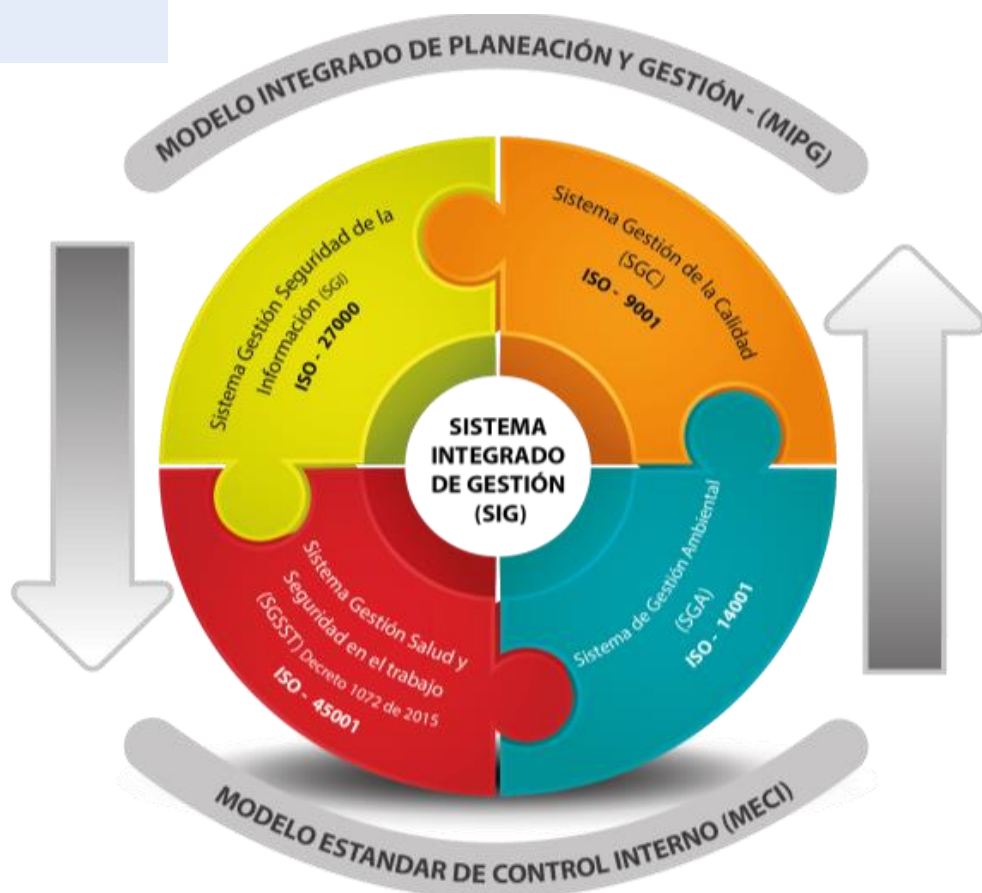 MODELO INTEGRADO DE PLANEACIÓN Y GESTIÓN - (MIPG)
Sistema Gestión Seguridad de la
Información (SGI)
ISO - 27000
Sistema Gestión de la Calidad
(SGC)
ISO - 9001
SISTEMA
INTEGRADO
DE GESTIÓN
(SIG)
Sistema Gestión Salud y
Seguridad en el trabajo
(SGSST) Decreto 1072 de 2015
ISO - 45001
Sistema de Gestión Ambiental
(SGA)
ISO - 14001
MODELO ESTANDAR DE CONTROL INTERNO (MECI)